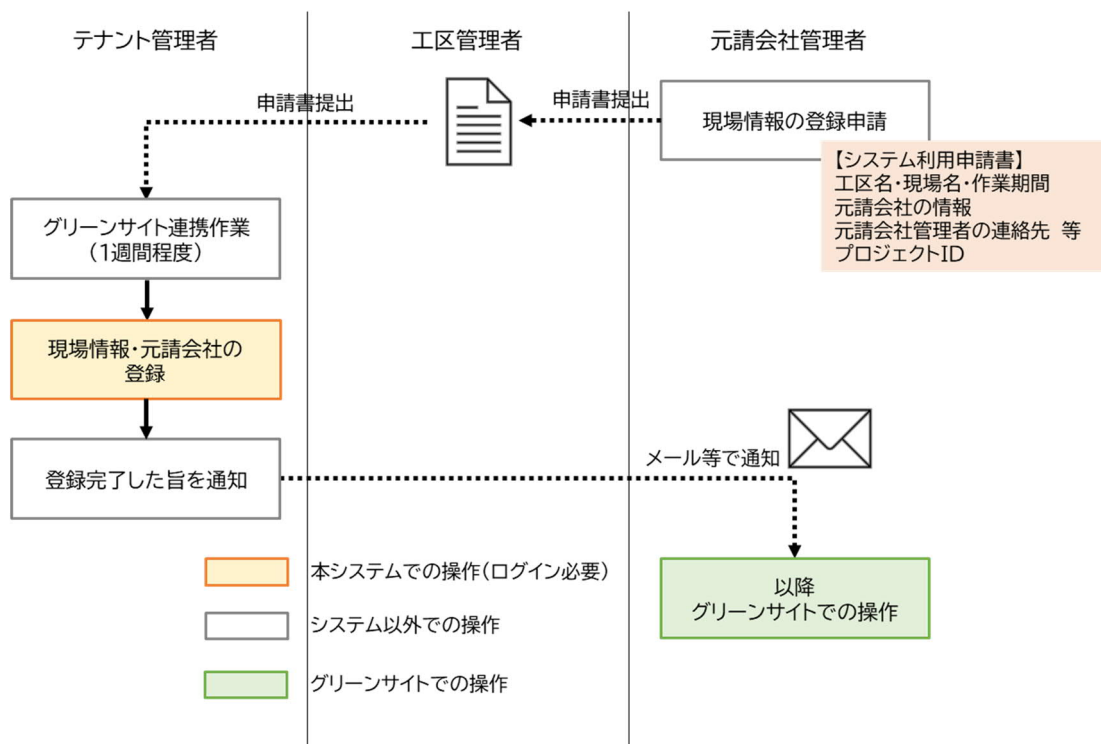 テナント管理者
工区管理者
元請会社管理者
申請書提出
申請書提出
現場情報の登録申請
【システム利用申請書】
工区名・現場名・作業期間
元請会社の情報
元請会社管理者の連絡先 等
プロジェクトID
グリーンサイト連携作業
（1週間程度）
現場情報・元請会社の
登録
登録完了した旨を通知
メール等で通知
以降
グリーンサイトでの操作
本システムでの操作（ログイン必要）
システム以外での操作
グリーンサイトでの操作